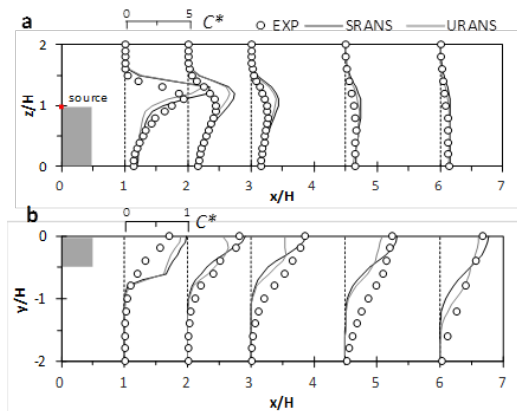 a
0 5 C* EXP SRANS URANS
2
source
z/H 1
0
0 1 2 3 4 5 6 7
x/H
b
0 1 C*
0
y/H -1
-2
0 1 2 3 4 5 6 7
x/H